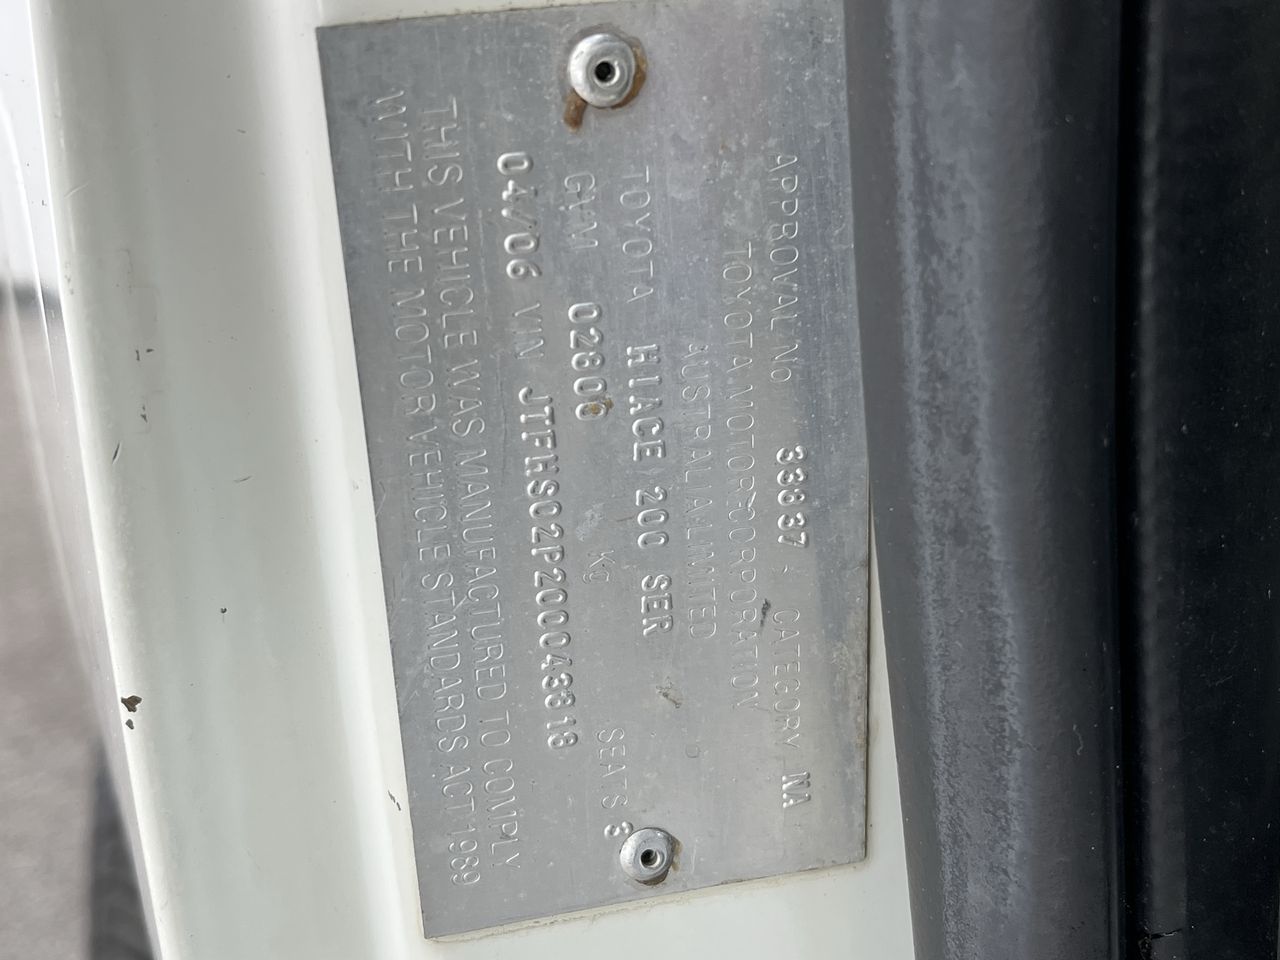 APPROVAL No 33837 CATEGORY NA
TOYOTA MOTOR CORPORATION
AUSTRALIA LIMITED
TOYOTA HIACE 200 SER
GVM 02800 Kg SEATS 3
04/06 VIN JTFHS02P200043818
THIS VEHICLE WAS MANUFACTURED TO COMPLY
WITH THE MOTOR VEHICLE STANDARDS ACT 1989